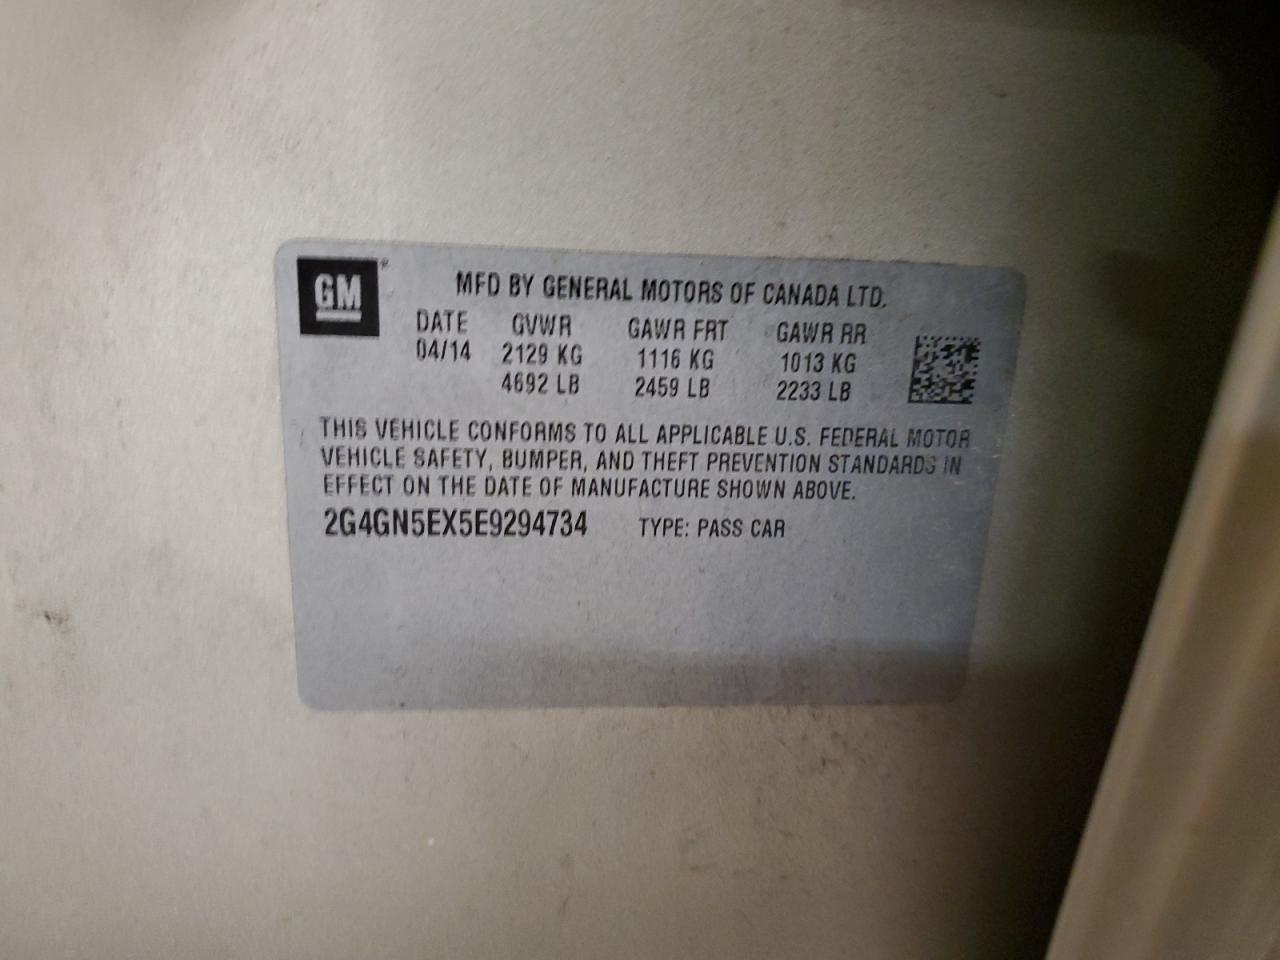 GM
MFD BY GENERAL MOTORS OF CANADA LTD.
DATE GVWR GAWR FRT GAWR RR
04/14 2129 KG 1116 KG 1013 KG
4692 LB 2459 LB 2233 LB
THIS VEHICLE CONFORMS TO ALL APPLICABLE U.S. FEDERAL MOTOR
VEHICLE SAFETY, BUMPER, AND THEFT PREVENTION STANDARDS IN
EFFECT ON THE DATE OF MANUFACTURE SHOWN ABOVE.
2G4GN5EX5E9294734 TYPE: PASS CAR